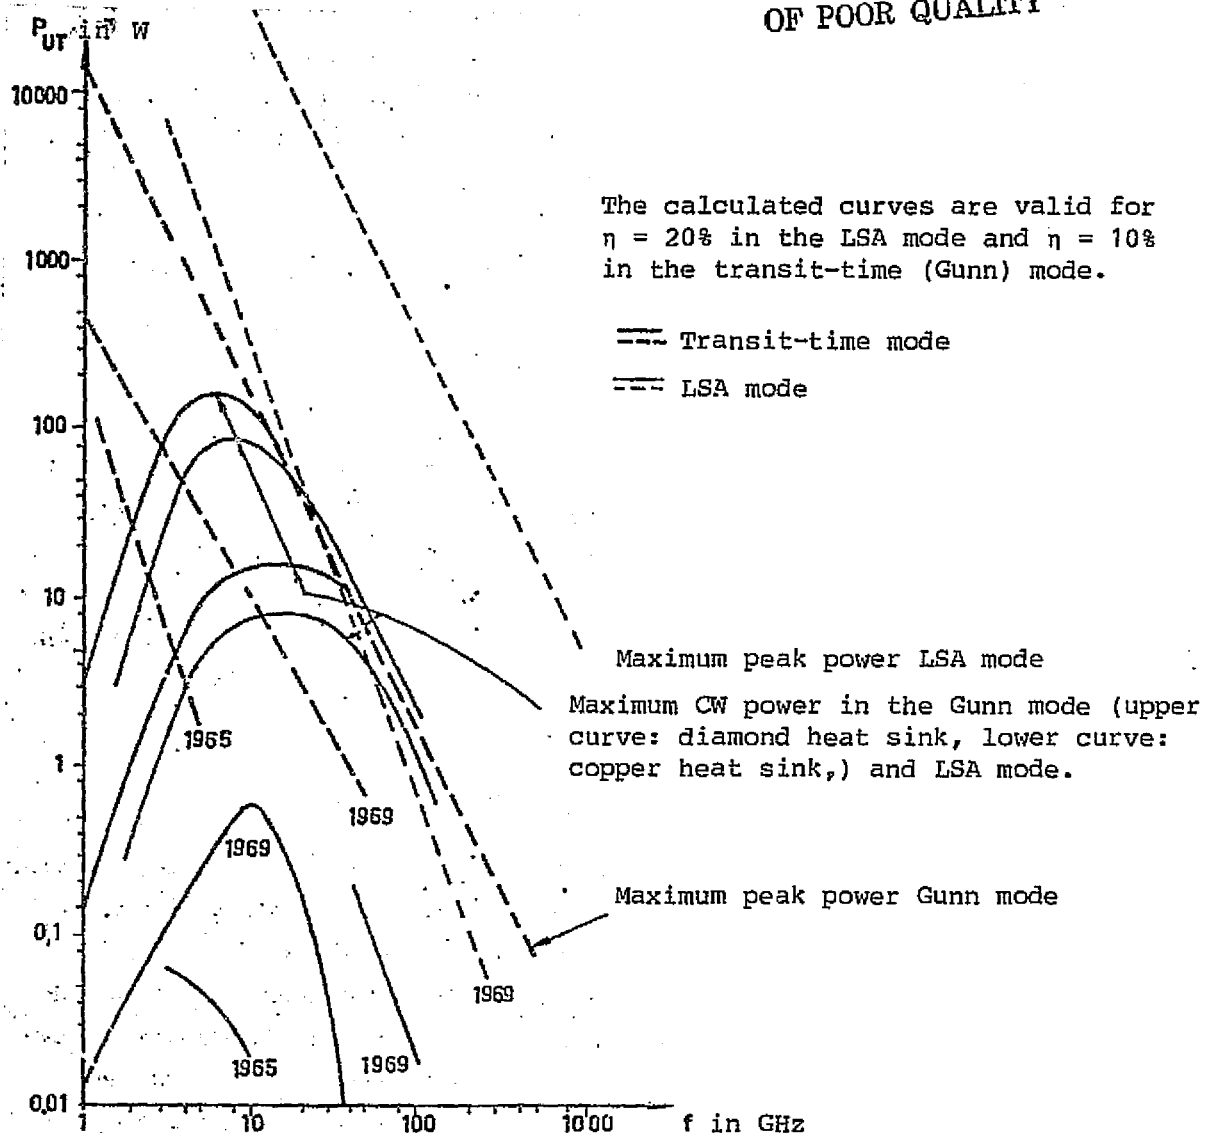 OF POOR QUALITY
P_UT in W
10000
1000
100
10
1
0,1
0,01
The calculated curves are valid for
η = 20% in the LSA mode and η = 10%
in the transit-time (Gunn) mode.
Transit-time mode
LSA mode
Maximum peak power LSA mode
Maximum CW power in the Gunn mode (upper
curve: diamond heat sink, lower curve:
copper heat sink,) and LSA mode.
1965
1969
1969
Maximum peak power Gunn mode
1969
1965
1969
1
10
100
1000
f in GHz